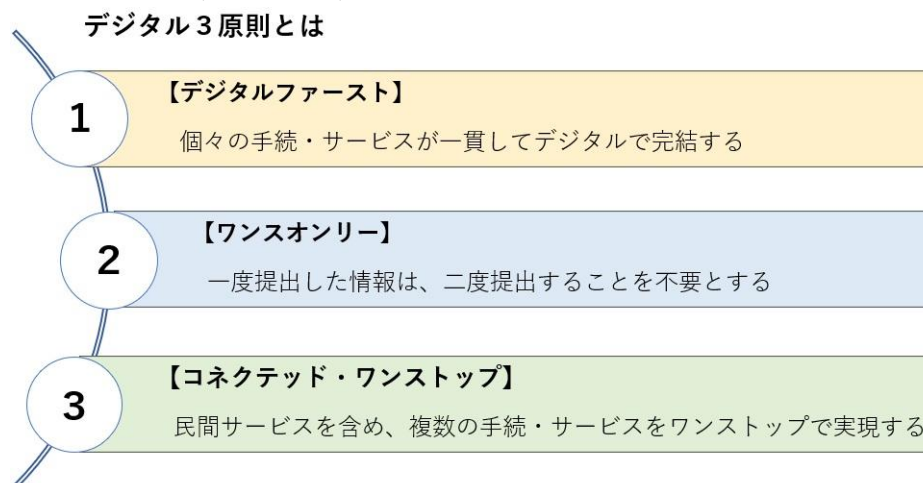 デジタル３原則とは
1
【デジタルファースト】
個々の手続・サービスが一貫してデジタルで完結する
2
【ワンスオンリー】
一度提出した情報は、二度提出することを不要とする
3
【コネクテッド・ワンストップ】
民間サービスを含め、複数の手続・サービスをワンストップで実現する